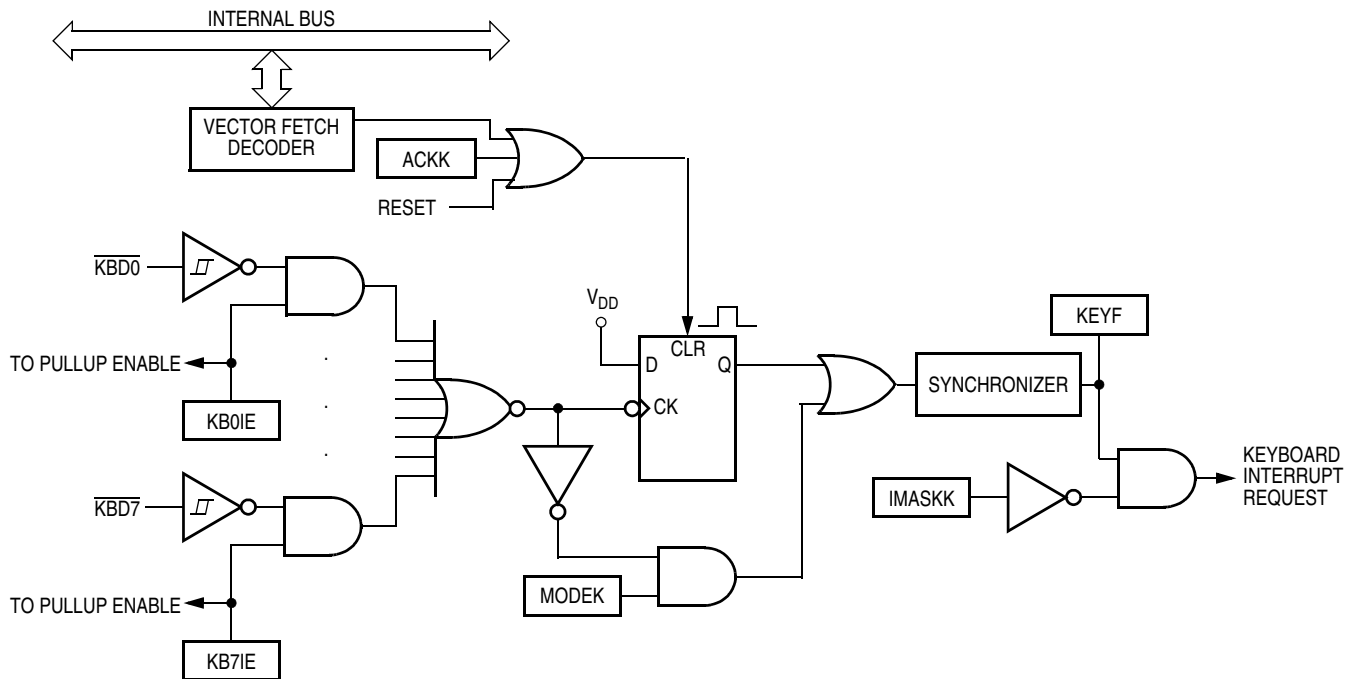 INTERNAL BUS
VECTOR FETCH
DECODER
ACKK
RESET
KBD0
TO PULLUP ENABLE
KB0IE
.
.
.
KBD7
TO PULLUP ENABLE
KB7IE
VDD
CLR
D
Q
CK
MODEK
SYNCHRONIZER
KEYF
IMASKK
KEYBOARD
INTERRUPT
REQUEST